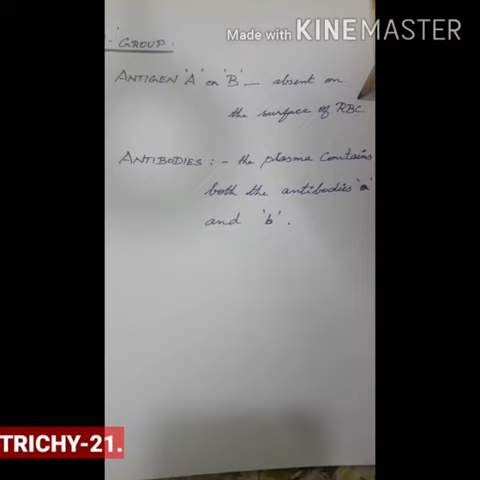 Made with KINEMASTER
GROUP :
ANTIGEN 'A' or 'B' — absent on
the surface of RBC
ANTIBODIES : - the plasma contains
both the antibodies 'a'
and 'b'.
TRICHY-21.